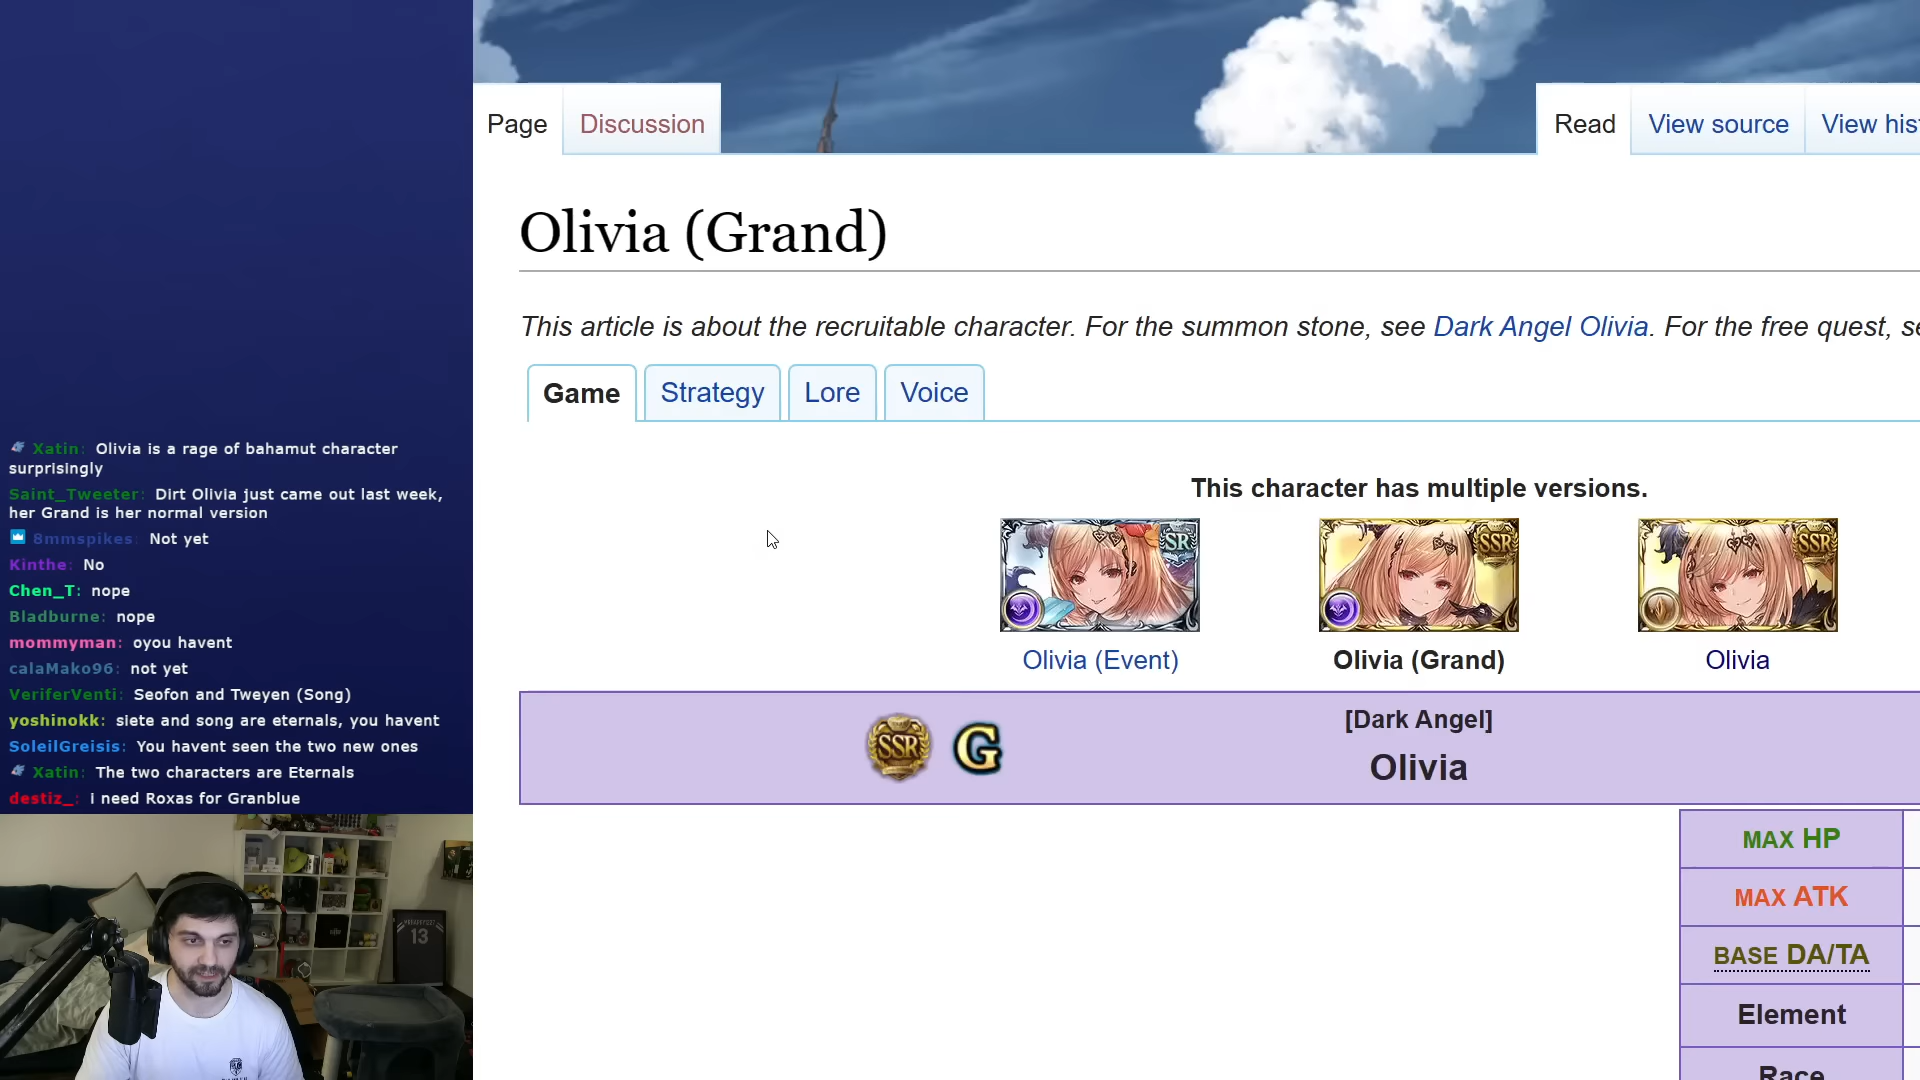 Page
Discussion
Read
View source
View his
Olivia (Grand)
This article is about the recruitable character. For the summon stone, see Dark Angel Olivia. For the free quest, se
Game
Strategy
Lore
Voice
This character has multiple versions.
SR
SSR
SSR
Olivia (Event)
Olivia (Grand)
Olivia
SSR
G
[Dark Angel]
Olivia
MAX HP
MAX ATK
BASE DA/TA
Element
Race
Xatin: Olivia is a rage of bahamut character
surprisingly
Saint_Tweeter: Dirt Olivia just came out last week,
her Grand is her normal version
8mmspikes: Not yet
Kinthe: No
Chen_T: nope
Bladburne: nope
mommyman: oyou havent
calaMako96: not yet
VeriferVenti: Seofon and Tweyen (Song)
yoshinokk: siete and song are eternals, you havent
SoleilGreisis: You havent seen the two new ones
Xatin: The two characters are Eternals
destiz_: i need Roxas for Granblue
13